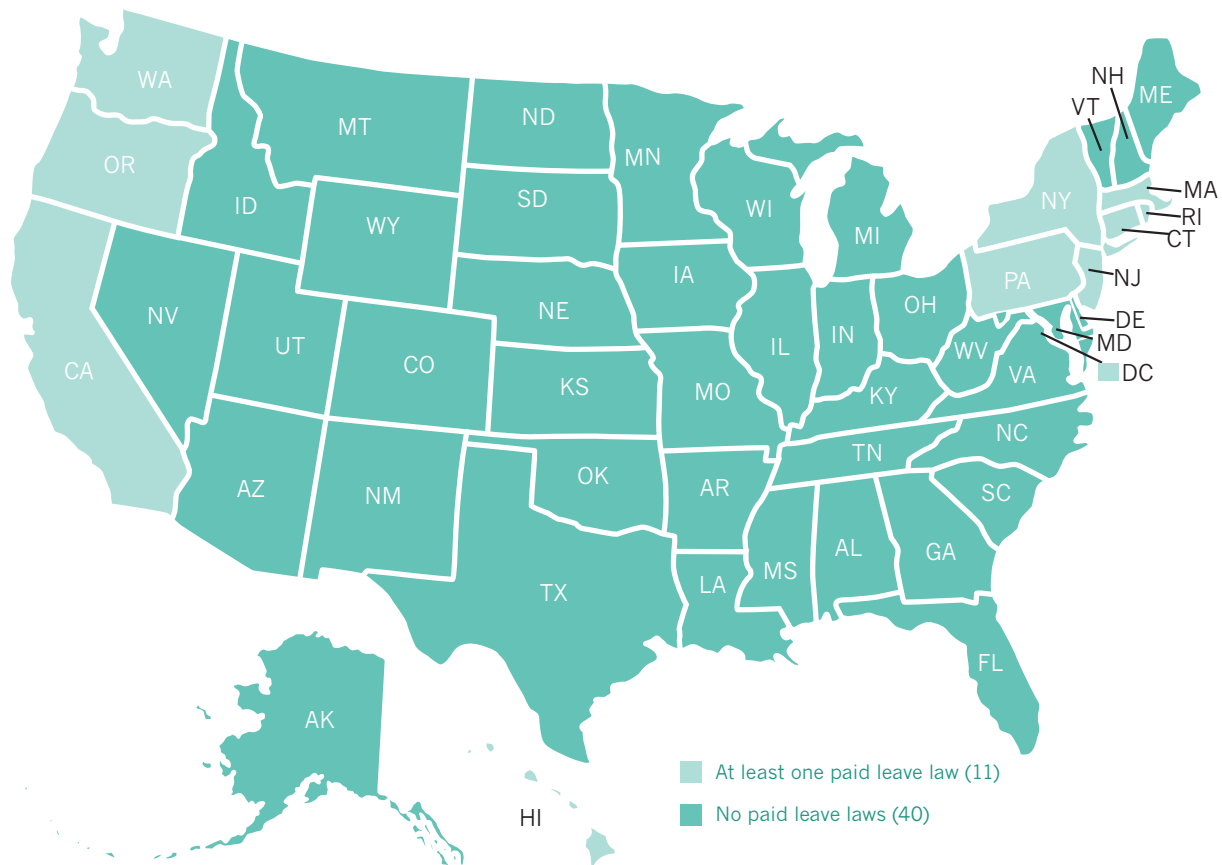 NH
WA
ME
VT
ND
MT
MN
OR
MA
SD
NY
ID
WI
RI
WY
MI
CT
IA
PA
NJ
OH
NE
NV
DE
IN
MD
UT
IL
WV
CO
CA
VA
DC
KS
MO
KY
NC
TN
OK
AZ
AR
NM
SC
AL
GA
MS
LA
TX
FL
AK
At least one paid leave law (11)
No paid leave laws (40)
HI